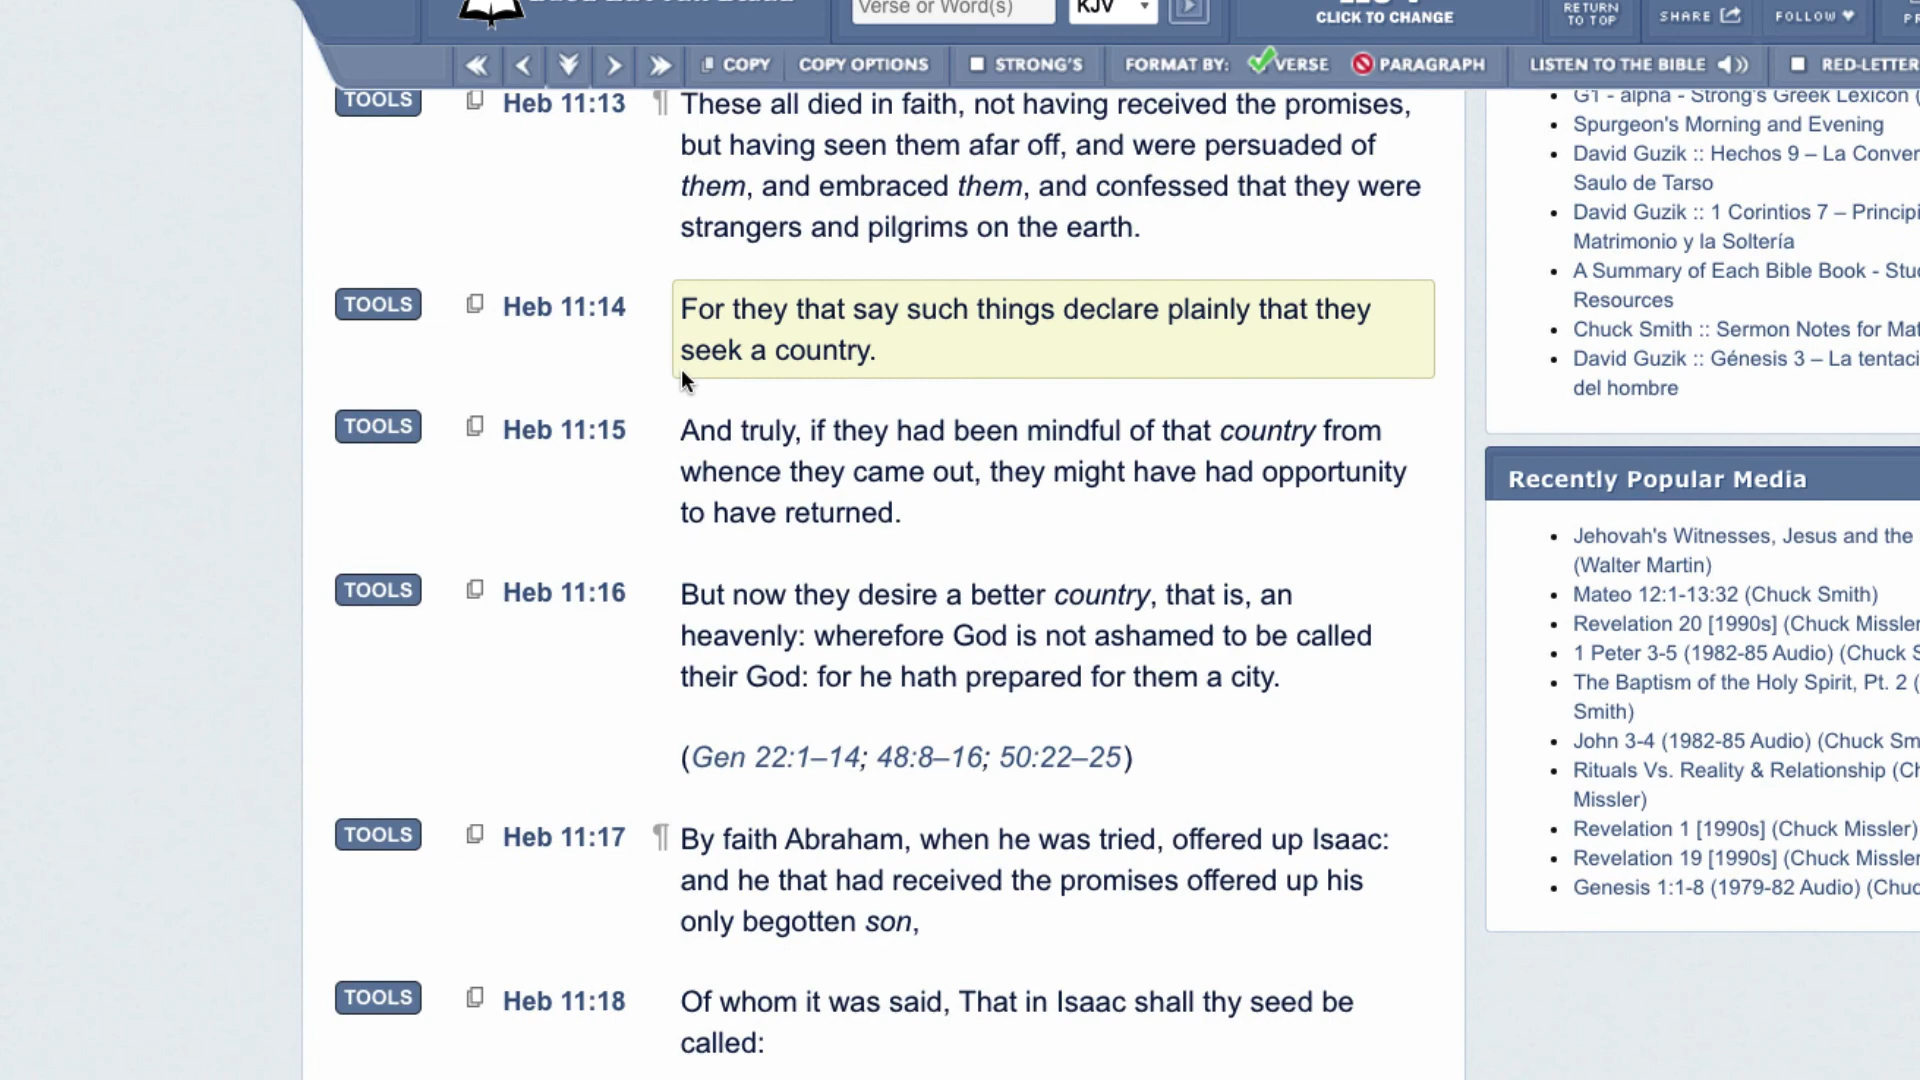 Verse or Word(s)
KJV
CLICK TO CHANGE
RETURN
TO TOP
SHARE
FOLLOW
COPY
COPY OPTIONS
STRONG'S
FORMAT BY:
VERSE
PARAGRAPH
LISTEN TO THE BIBLE
RED-LETTER
TOOLS
Heb 11:13
¶ These all died in faith, not having received the promises,
but having seen them afar off, and were persuaded of
them, and embraced them, and confessed that they were
strangers and pilgrims on the earth.
TOOLS
Heb 11:14
For they that say such things declare plainly that they
seek a country.
TOOLS
Heb 11:15
And truly, if they had been mindful of that country from
whence they came out, they might have had opportunity
to have returned.
TOOLS
Heb 11:16
But now they desire a better country, that is, an
heavenly: wherefore God is not ashamed to be called
their God: for he hath prepared for them a city.
(Gen 22:1–14; 48:8–16; 50:22–25)
TOOLS
Heb 11:17
¶ By faith Abraham, when he was tried, offered up Isaac:
and he that had received the promises offered up his
only begotten son,
TOOLS
Heb 11:18
Of whom it was said, That in Isaac shall thy seed be
called:
G1 - alpha - Strong's Greek Lexicon (
Spurgeon's Morning and Evening
David Guzik :: Hechos 9 – La Conver
Saulo de Tarso
David Guzik :: 1 Corintios 7 – Principi
Matrimonio y la Soltería
A Summary of Each Bible Book - Stu
Resources
Chuck Smith :: Sermon Notes for Mat
David Guzik :: Génesis 3 – La tentaci
del hombre
Recently Popular Media
Jehovah's Witnesses, Jesus and the
(Walter Martin)
Mateo 12:1-13:32 (Chuck Smith)
Revelation 20 [1990s] (Chuck Missler
1 Peter 3-5 (1982-85 Audio) (Chuck S
The Baptism of the Holy Spirit, Pt. 2 (
Smith)
John 3-4 (1982-85 Audio) (Chuck Sm
Rituals Vs. Reality & Relationship (Ch
Missler)
Revelation 1 [1990s] (Chuck Missler)
Revelation 19 [1990s] (Chuck Missler
Genesis 1:1-8 (1979-82 Audio) (Chuc